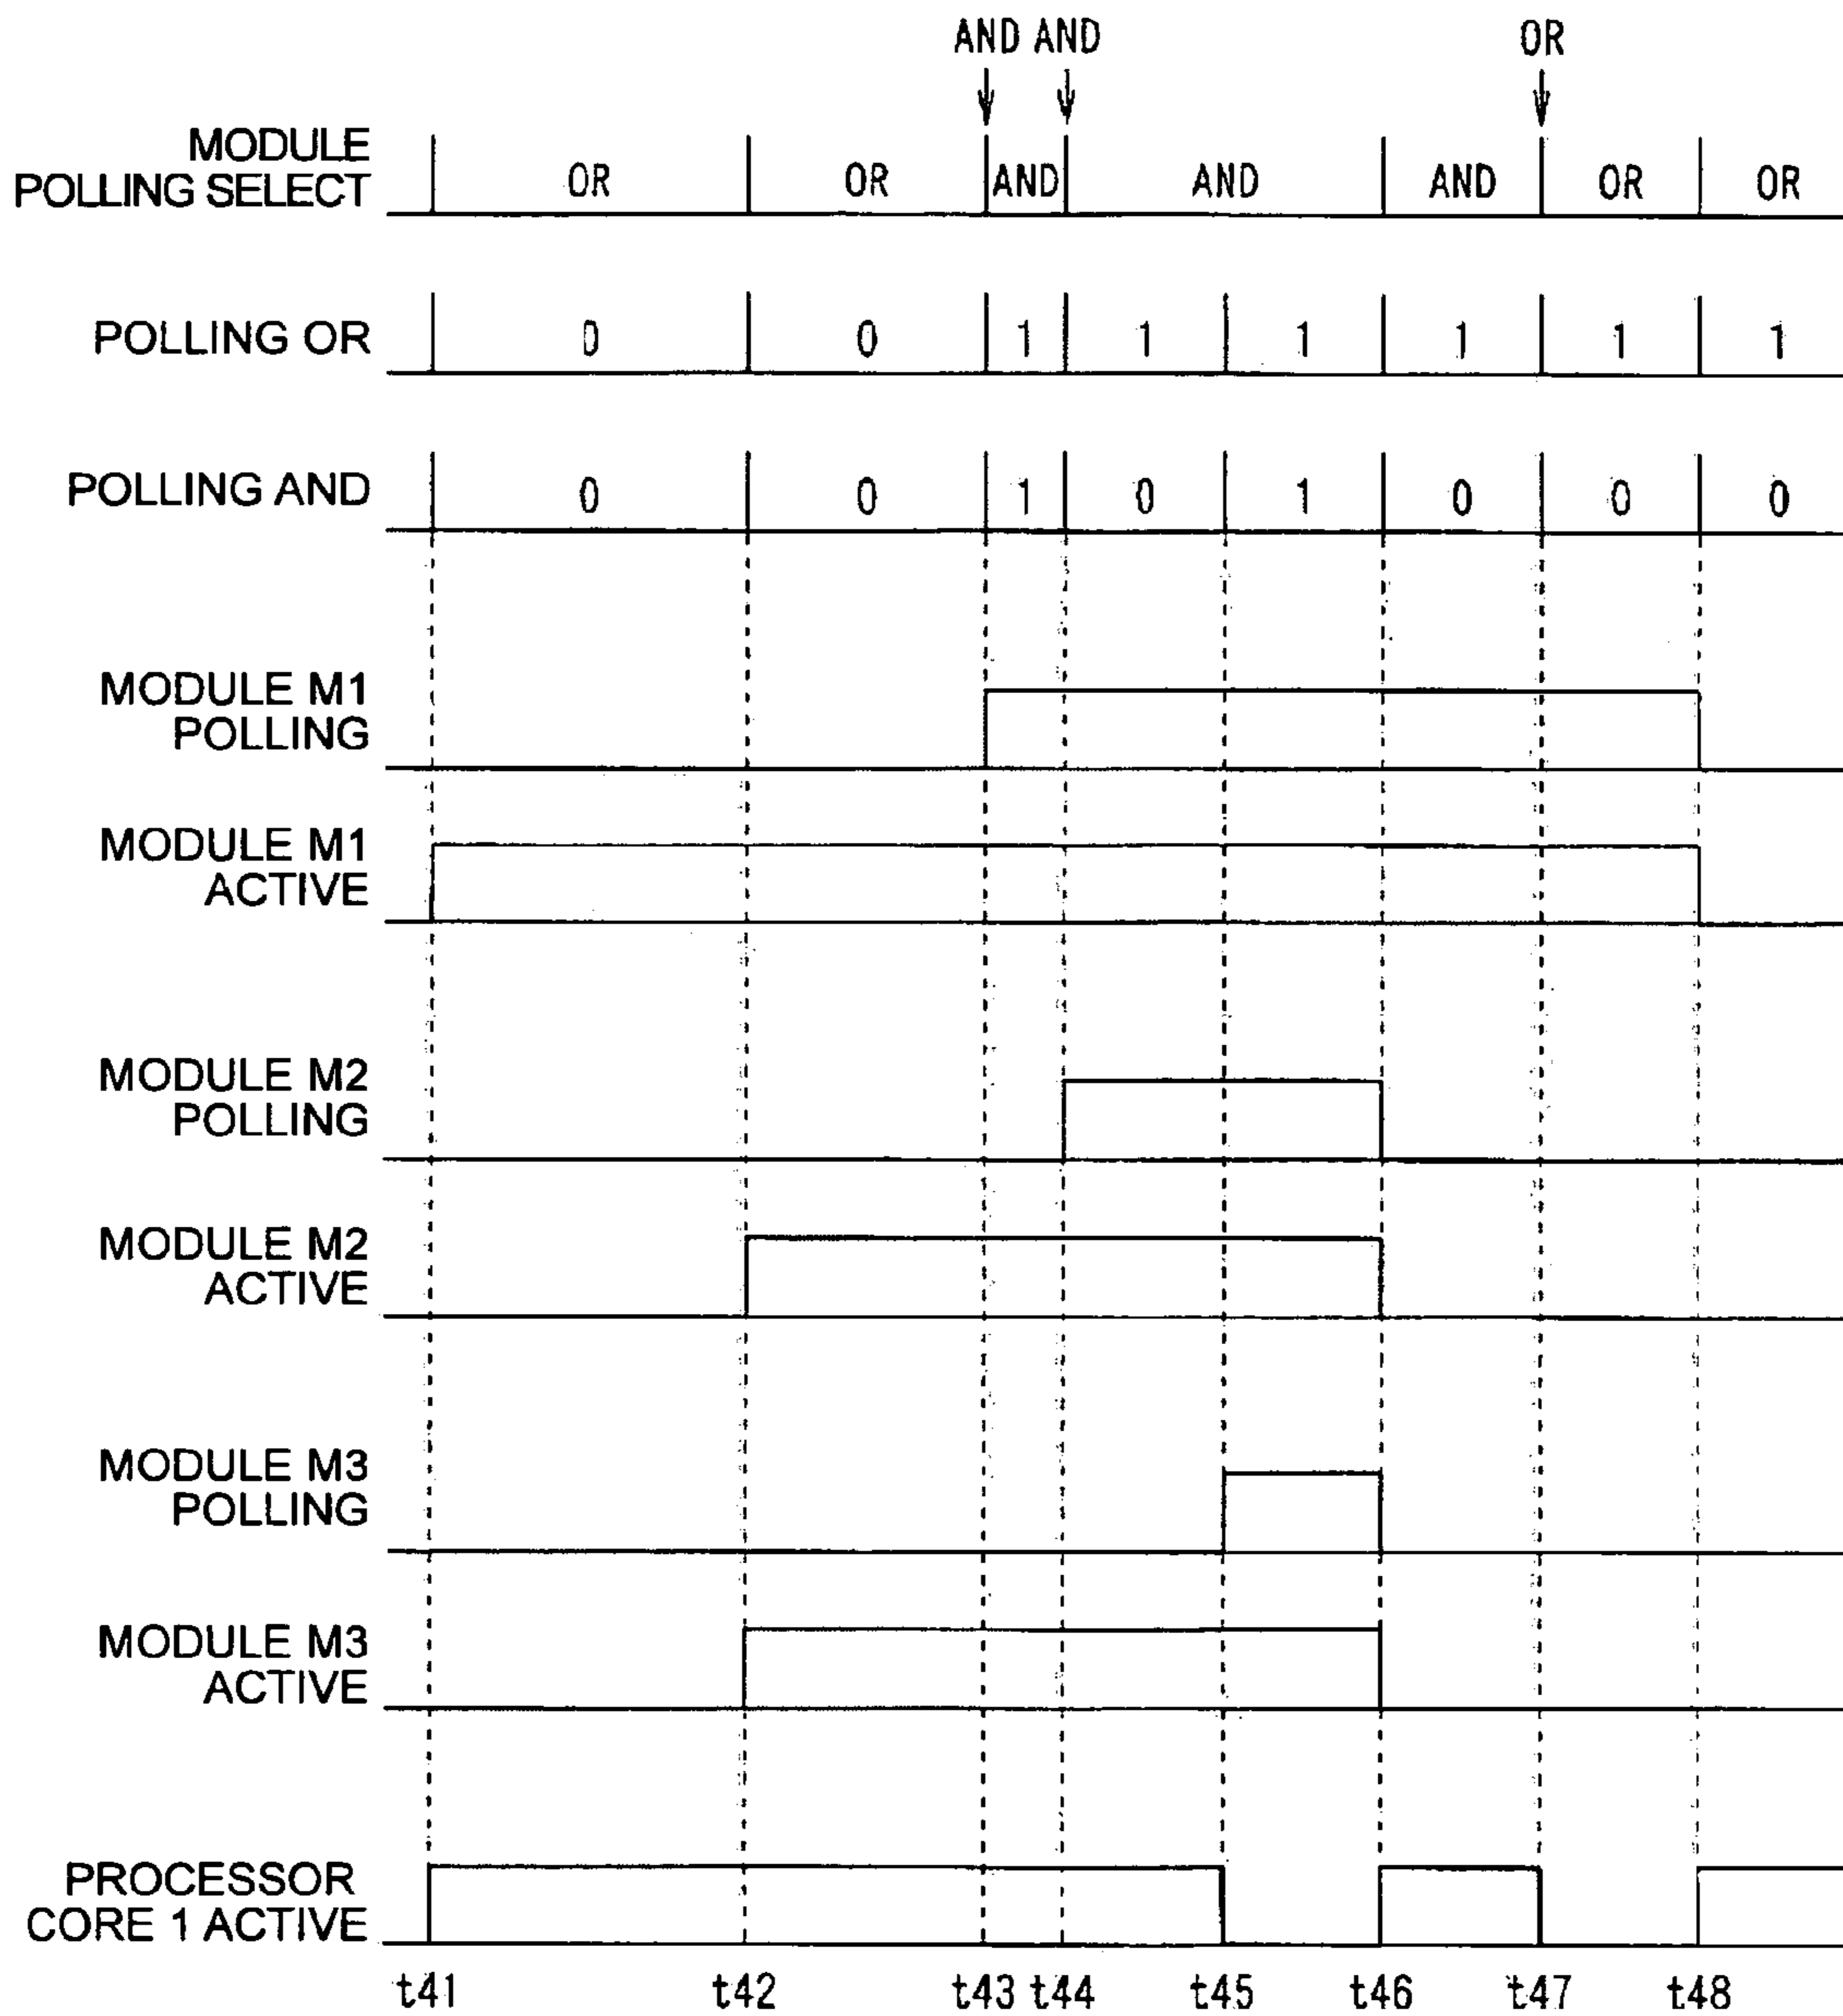 AND AND OR
MODULE
POLLING SELECT
OR OR AND AND AND OR OR
POLLING OR
0 0 1 1 1 1 1 1
POLLING AND
0 0 1 0 1 0 0 0
MODULE M1
POLLING
MODULE M1
ACTIVE
MODULE M2
POLLING
MODULE M2
ACTIVE
MODULE M3
POLLING
MODULE M3
ACTIVE
PROCESSOR
CORE 1 ACTIVE
t41 t42 t43 t44 t45 t46 t47 t48